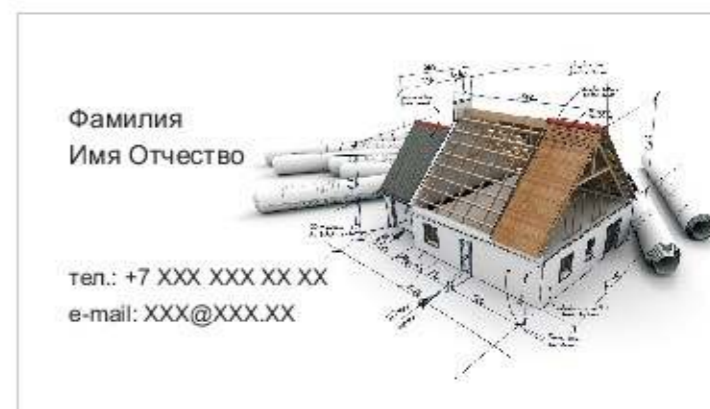 Фамилия
Имя Отчество
тел.: +7 XXX XXX XX XX
e-mail: XXX@XXX.XX